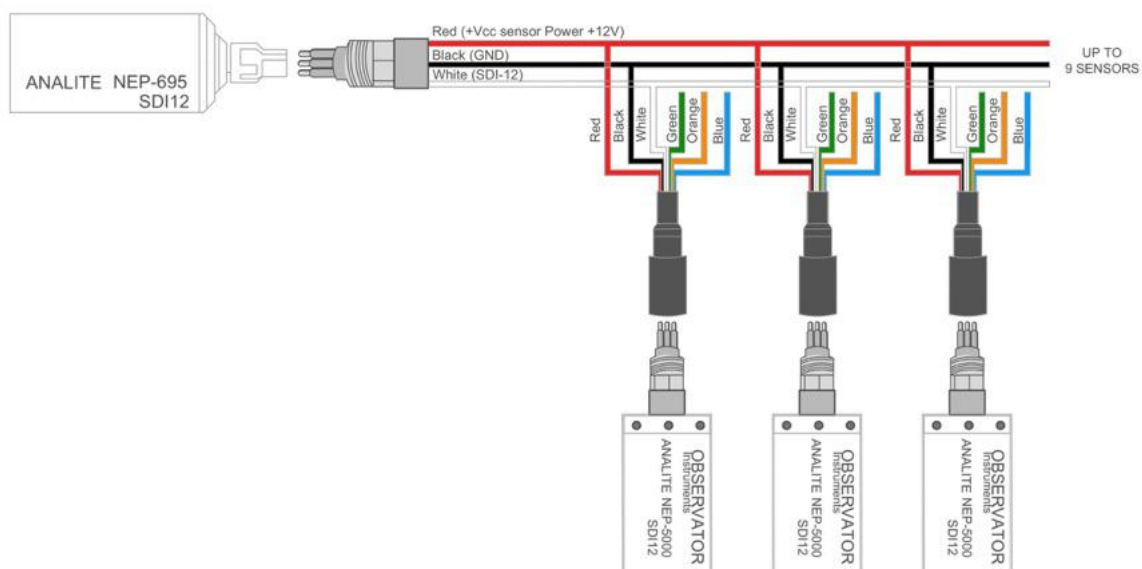 ANALITE NEP-695
SDI12
Red (+Vcc sensor Power +12V)
Black (GND)
White (SDI-12)
UP TO
9 SENSORS
Red
Black
White
Green
Orange
Blue
Red
Black
White
Green
Orange
Blue
Red
Black
White
Green
Orange
Blue
OBSERVATOR
Instruments
ANALITE NEP-5000
SDI12
OBSERVATOR
Instruments
ANALITE NEP-5000
SDI12
OBSERVATOR
Instruments
ANALITE NEP-5000
SDI12